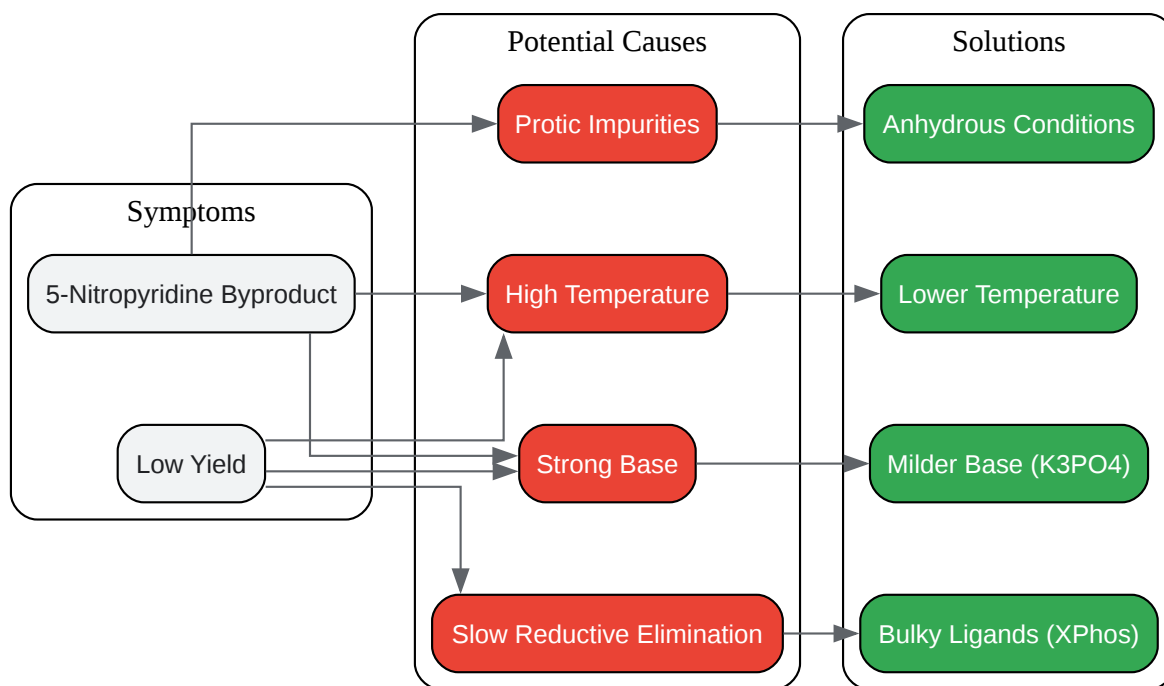 Symptoms
5-Nitropyridine Byproduct
Low Yield
Potential Causes
Protic Impurities
High Temperature
Strong Base
Slow Reductive Elimination
Solutions
Anhydrous Conditions
Lower Temperature
Milder Base (K3PO4)
Bulky Ligands (XPhos)